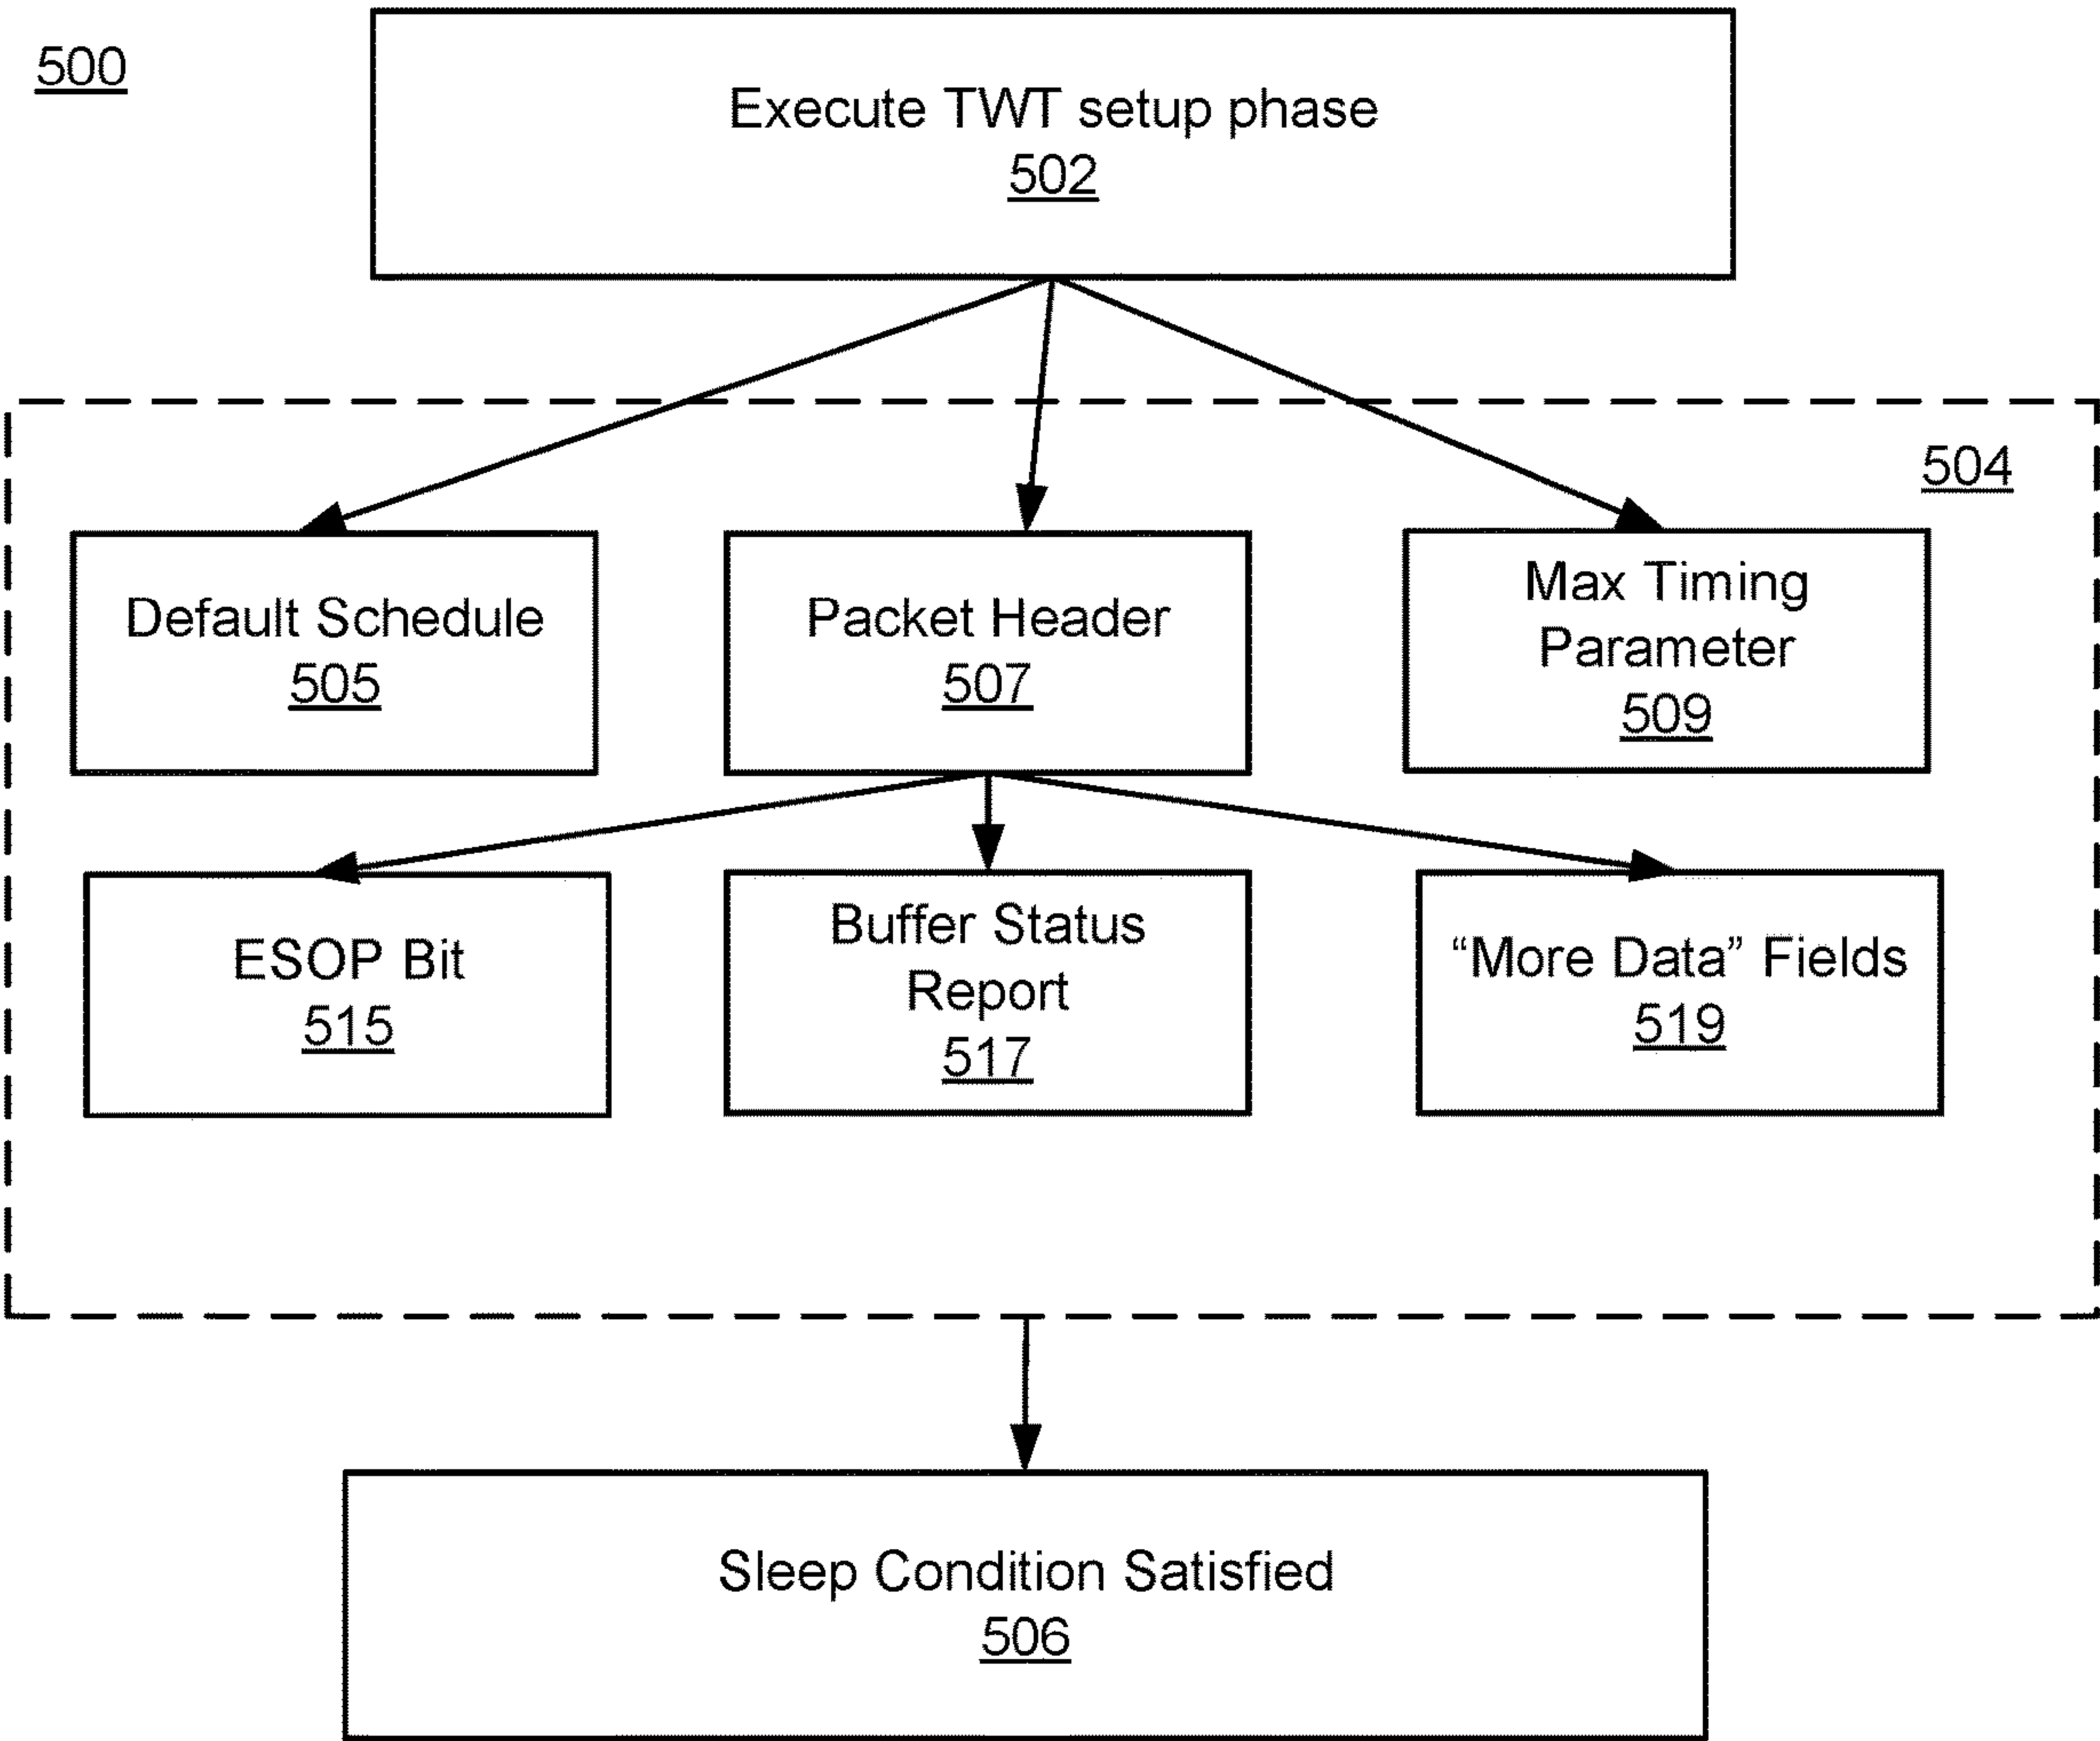 500
Execute TWT setup phase
502
504
Default Schedule
505
Packet Header
507
Max Timing
Parameter
509
ESOP Bit
515
Buffer Status
Report
517
“More Data” Fields
519
Sleep Condition Satisfied
506